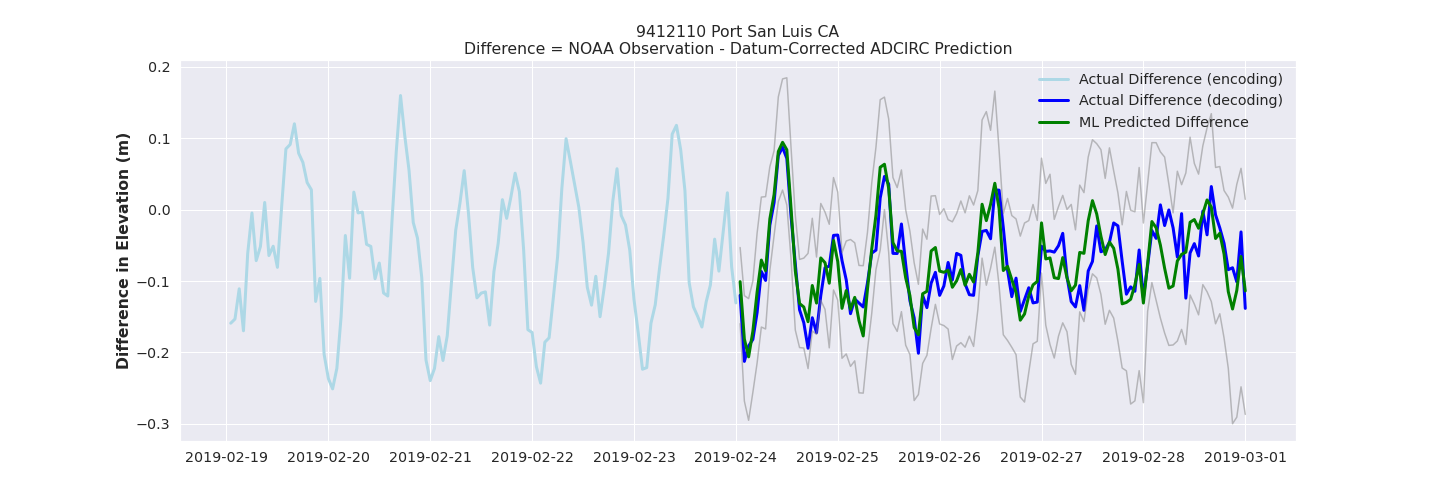 9412110 Port San Luis CA
Difference = NOAA Observation - Datum-Corrected ADCIRC Prediction
Difference in Elevation (m)
0.2
0.1
0.0
−0.1
−0.2
−0.3
Actual Difference (encoding)
Actual Difference (decoding)
ML Predicted Difference
2019-02-19 2019-02-20 2019-02-21 2019-02-22 2019-02-23 2019-02-24 2019-02-25 2019-02-26 2019-02-27 2019-02-28 2019-03-01